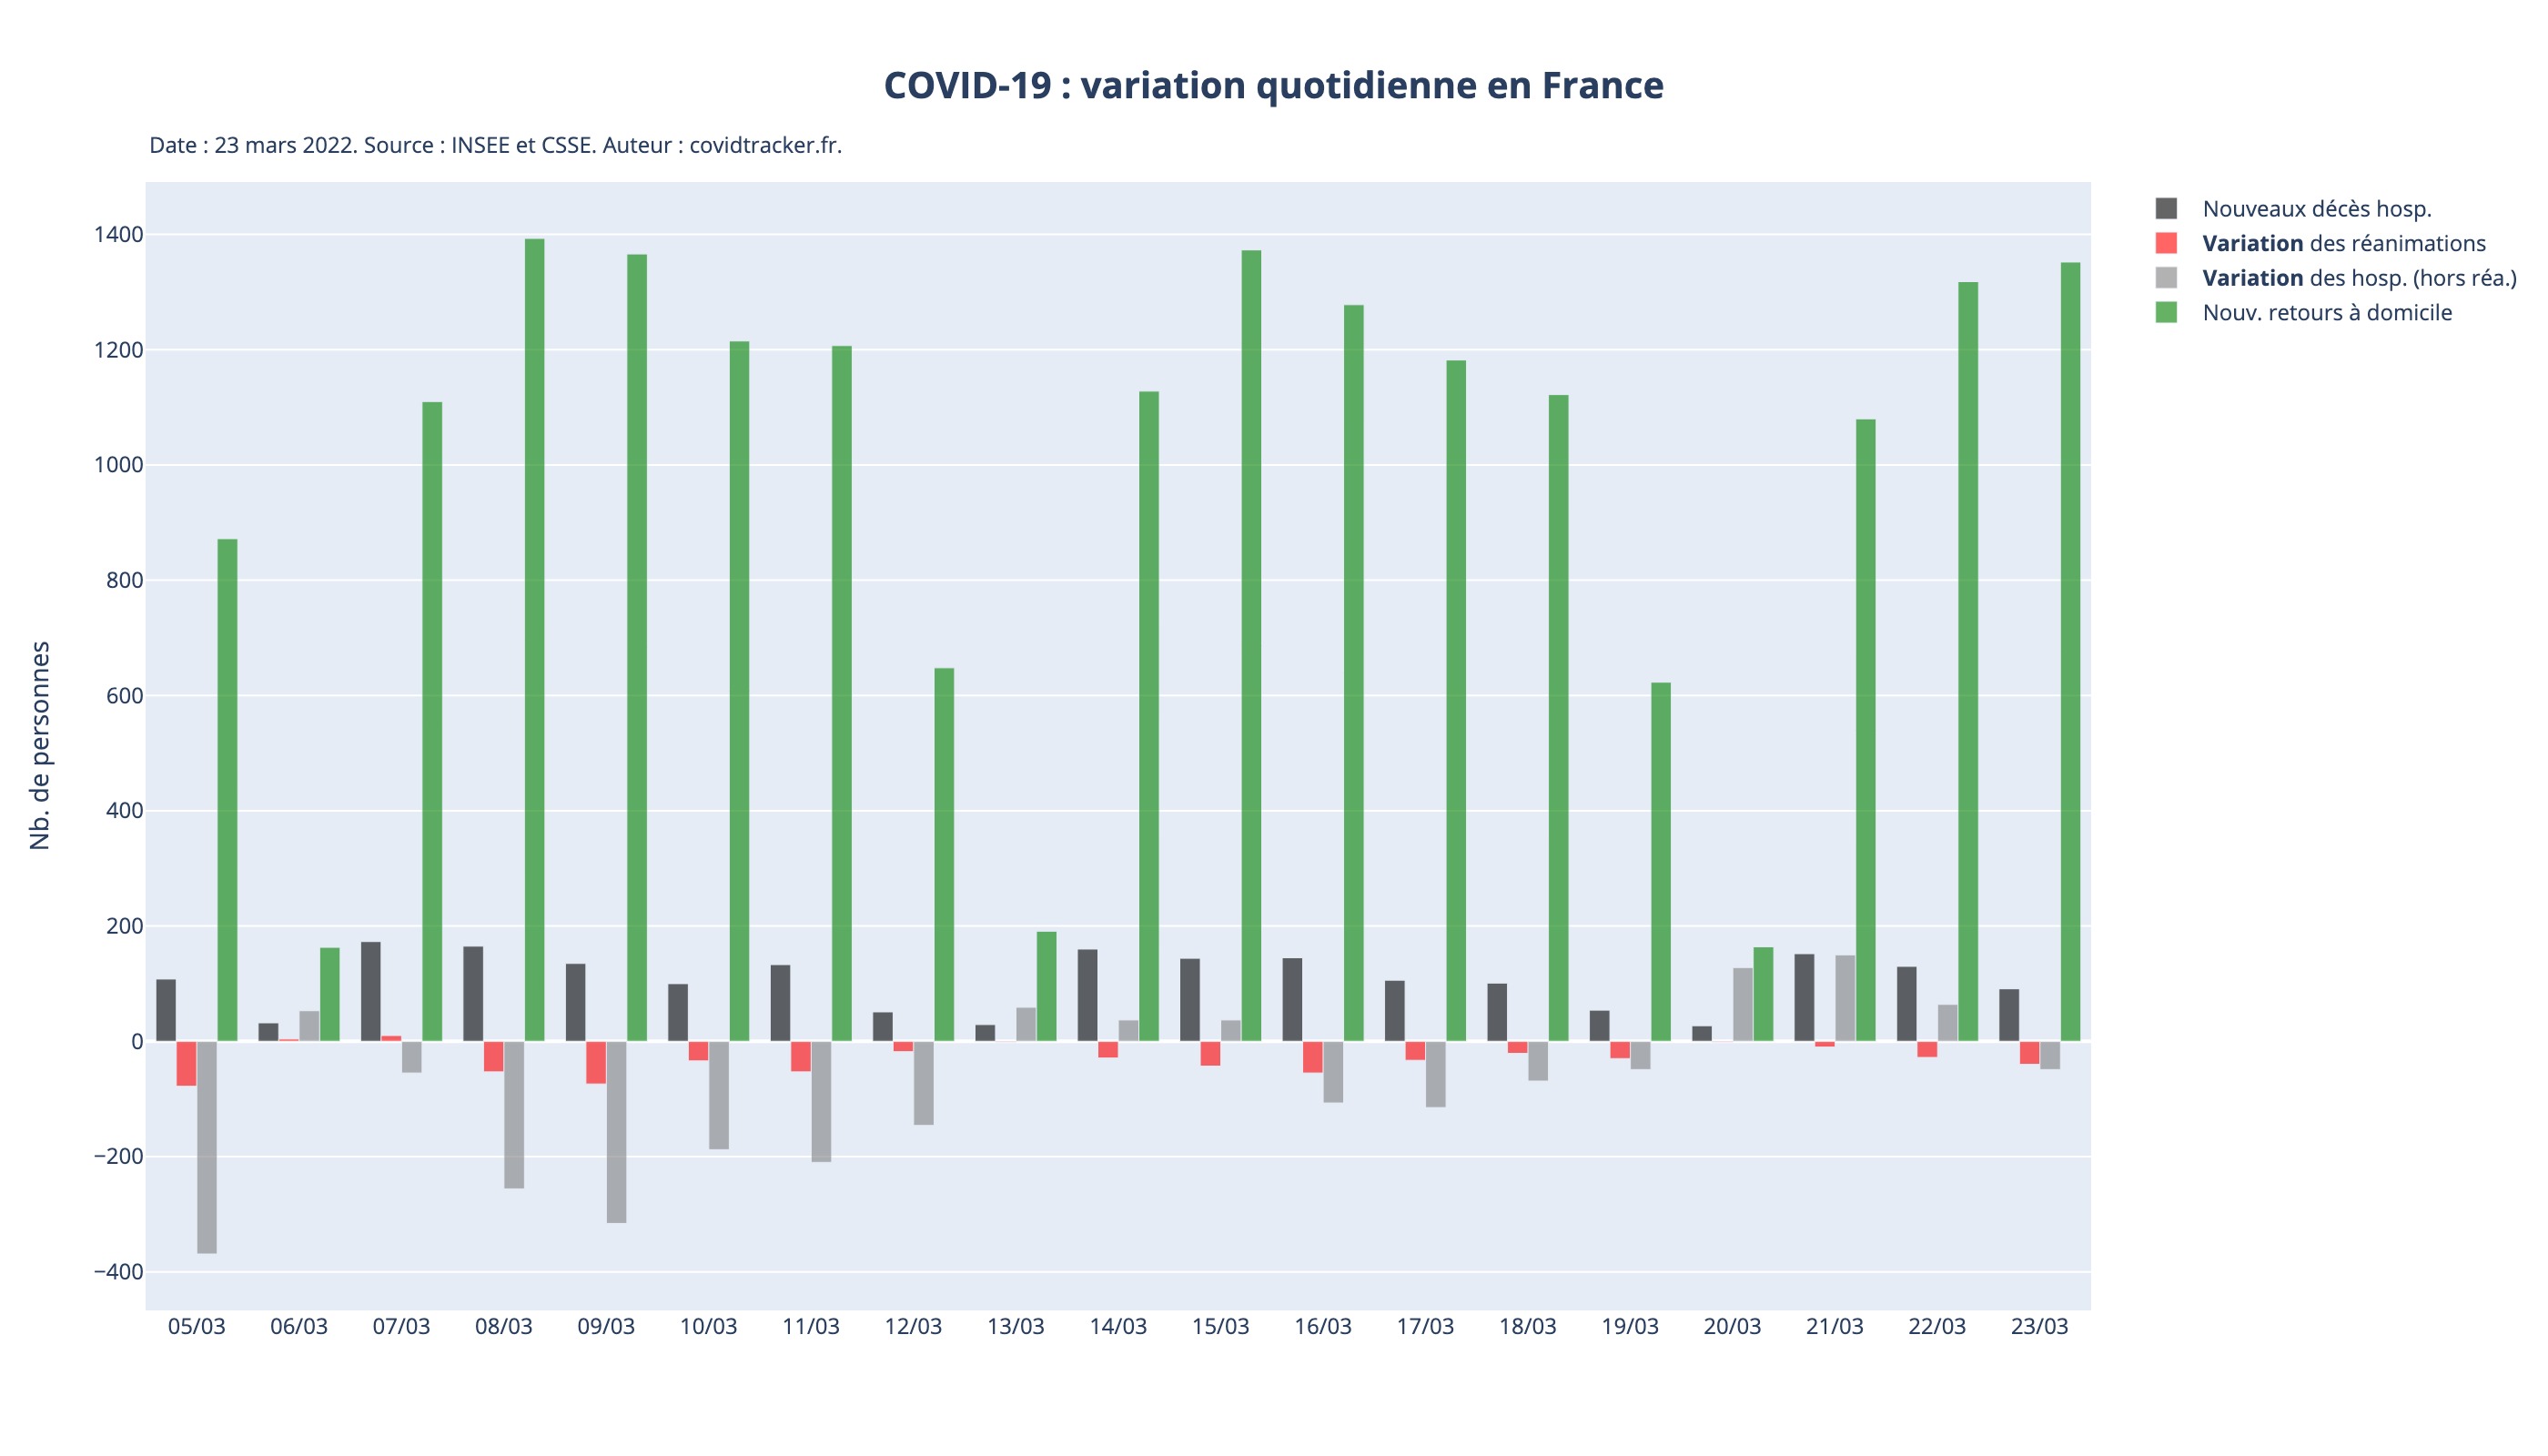 COVID-19 : variation quotidienne en France
Date : 23 mars 2022. Source : INSEE et CSSE. Auteur : covidtracker.fr.
Nouveaux décès hosp.
Variation des réanimations
Variation des hosp. (hors réa.)
Nouv. retours à domicile
Nb. de personnes
1400
1200
1000
800
600
400
200
0
−200
−400
05/03 06/03 07/03 08/03 09/03 10/03 11/03 12/03 13/03 14/03 15/03 16/03 17/03 18/03 19/03 20/03 21/03 22/03 23/03